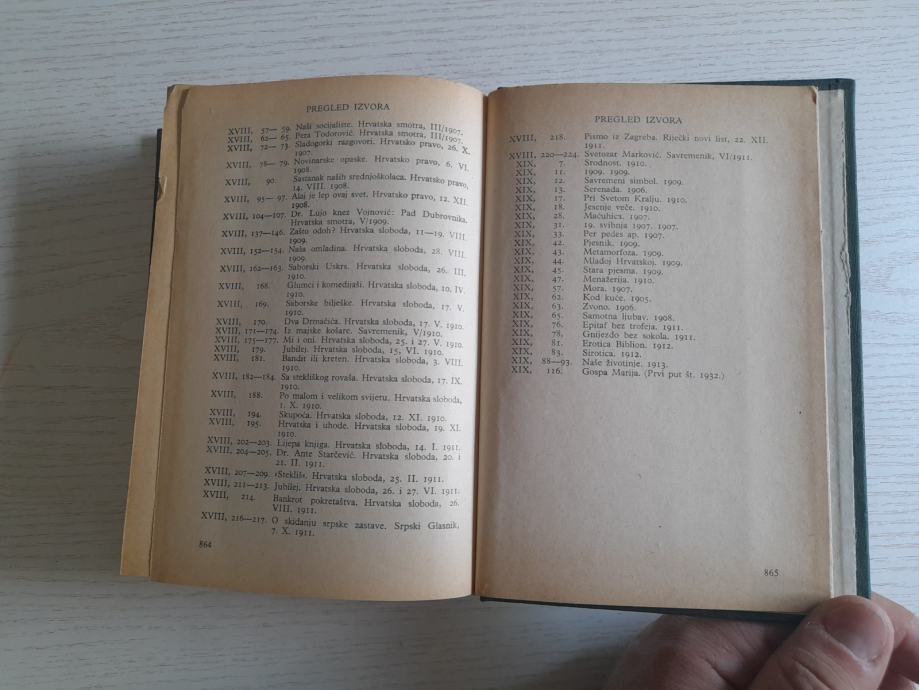 PREGLED IZVORA
XVIII, 57— 59. Naši socijaliste. Hrvatska smotra, III/1907.
XVIII, 62— 65. Pera Todorović. Hrvatska smotra, III/1907.
XVIII, 72— 73. Sladogorki razgovori. Hrvatsko pravo, 26. X.
1907.
XVIII, 78— 79. Novinarske opaske. Hrvatsko pravo, 6. VI.
1908.
XVIII, 90. Sastanak naših srednjoškolaca. Hrvatsko pravo,
14. VIII. 1908.
XVIII, 95— 97. Alaj je lep ovaj svet. Hrvatsko pravo, 12. XII.
1908.
XVIII, 104—107. Dr. Lujo knez Vojnović: Pad Dubrovnika.
Hrvatska smotra, V/1909.
XVIII, 137—146. Zašto odoh? Hrvatska sloboda, 11—19. VIII.
1909.
XVIII, 152—154. Naša omladina. Hrvatska sloboda, 28. VIII.
1909.
XVIII, 162—163. Saborski Uskrs. Hrvatska sloboda, 26. III.
1910.
XVIII, 168. Glumci i komedijaši. Hrvatska sloboda, 10. IV.
1910.
XVIII, 169. Saborske bilješke. Hrvatska sloboda, 17. V.
1910.
XVIII, 170. Dva Drmačića. Hrvatska sloboda, 17. V. 1910.
XVIII, 171—174. Iz majske košare. Savremenik, V/1910.
XVIII, 175—177. Mi i oni. Hrvatska sloboda, 25. i 27. V. 1910.
XVIII, 179. Jubilej. Hrvatska sloboda, 15. VI. 1910.
XVIII, 181. Bandit ili kreten. Hrvatska sloboda, 3. VIII.
1910.
XVIII, 182—184. Sa stekliškog rovaša. Hrvatska sloboda, 17. IX.
1910.
XVIII, 188. Po malom i velikom svijetu. Hrvatska sloboda,
1. X. 1910.
XVIII, 194. Skupoća. Hrvatska sloboda, 12. XI. 1910.
XVIII, 195. Hrvatska i uhode. Hrvatska sloboda, 19. XI.
1910.
XVIII, 202—203. Lijepa knjiga. Hrvatska sloboda, 14. I. 1911.
XVIII, 204—205. Dr. Ante Starčević. Hrvatska sloboda, 20. i
21. II. 1911.
XVIII, 207—209. »Stekliš«. Hrvatska sloboda, 25. II. 1911.
XVIII, 211—213. Jubilej. Hrvatska sloboda, 26. i 27. VI. 1911.
XVIII, 214. Bankrot pokretaštva. Hrvatska sloboda, 26.
VIII. 1911.
XVIII, 216—217. O skidanju srpske zastave. Srpski Glasnik,
7. X. 1911.
864
PREGLED IZVORA
XVIII, 218. Pismo iz Zagreba. Riječki novi list, 22. XII.
1911.
XVIII, 220—224. Svetozar Marković. Savremenik, VI/1911.
XIX, 7. Srodnost. 1910.
XIX, 11. 1909. 1909.
XIX, 12. Savremeni simbol. 1909.
XIX, 13. Serenada. 1906.
XIX, 17. Pri Svetom Kralju. 1910.
XIX, 18. Jesenje veče. 1910.
XIX, 28. Maćuhica. 1907.
XIX, 31. 19. svibnja 1907. 1907.
XIX, 33. Per pedes ap. 1907.
XIX, 42. Pjesnik. 1909.
XIX, 43. Metamorfoza. 1909.
XIX, 44. Mladoj Hrvatskoj. 1909.
XIX, 45. Stara pjesma. 1909.
XIX, 47. Menažerija. 1910.
XIX, 57. Mora. 1907.
XIX, 62. Kod kuće. 1905.
XIX, 63. Zvono. 1906.
XIX, 65. Samotna ljubav. 1908.
XIX, 76. Epitaf bez trofeja. 1911.
XIX, 78. Gnijezdo bez sokola. 1911.
XIX, 81. Erotica Biblion. 1912.
XIX, 83. Sirotica. 1912.
XIX, 88—93. Naše životinje. 1913.
XIX, 116. Gospa Marija. (Prvi put št. 1932.)
865